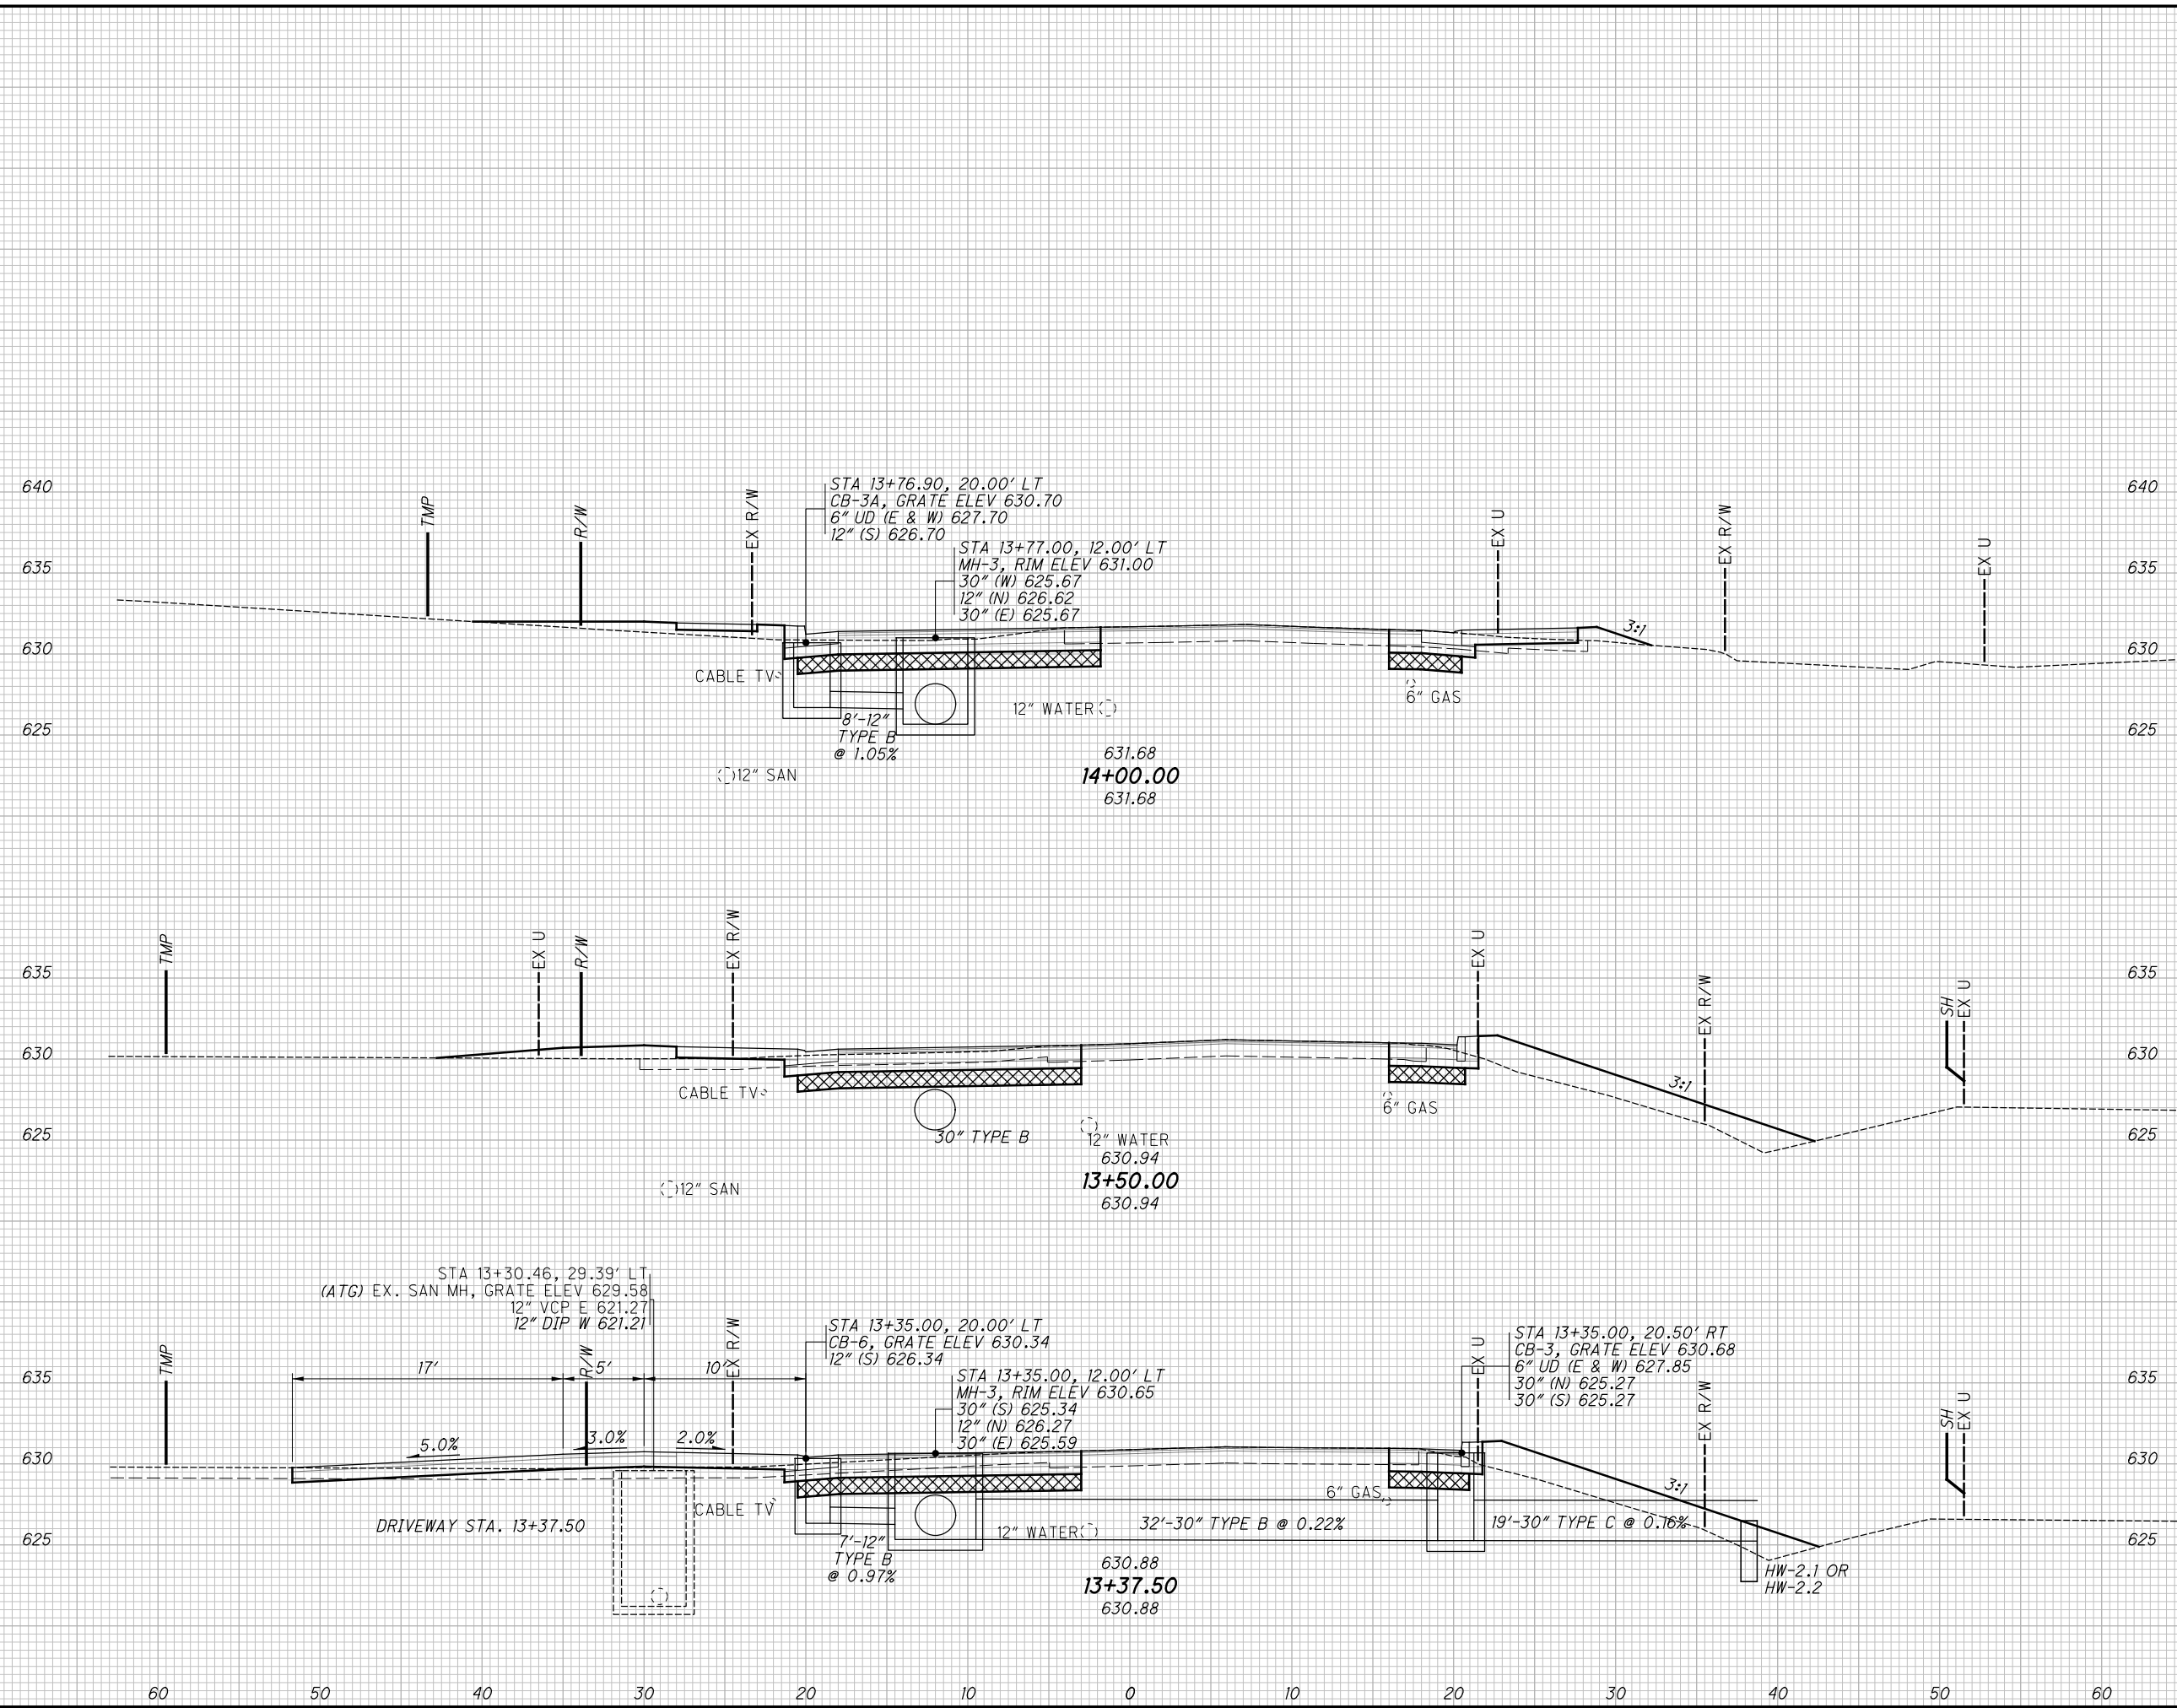 640
640
TMP
R/W
EX R/W
STA 13+76.90, 20.00' LT
CB-3A, GRATE ELEV 630.70
6" UD (E & W) 627.70
12" (S) 626.70
STA 13+77.00, 12.00' LT
MH-3, RIM ELEV 631.00
30" (W) 625.67
12" (N) 626.62
30" (E) 625.67
EX U
EX R/W
EX U
635
635
3:1
630
630
CABLE TV
12" WATER
6" GAS
625
625
8'-12"
TYPE B
@ 1.05%
12" SAN
631.68
14+00.00
631.68
TMP
EX U
R/W
EX R/W
EX U
EX R/W
SH
EX U
635
635
630
630
3:1
CABLE TV
6" GAS
625
625
30" TYPE B
12" WATER
630.94
13+50.00
630.94
12" SAN
STA 13+30.46, 29.39' LT
(ATG) EX. SAN MH, GRATE ELEV 629.58
12" VCP E 621.27
12" DIP W 621.21
TMP
R/W
EX R/W
STA 13+35.00, 20.00' LT
CB-6, GRATE ELEV 630.34
12" (S) 626.34
STA 13+35.00, 12.00' LT
MH-3, RIM ELEV 630.65
30" (S) 625.34
12" (N) 626.27
30" (E) 625.59
EX U
STA 13+35.00, 20.50' RT
CB-3, GRATE ELEV 630.68
6" UD (E & W) 627.85
30" (N) 625.27
30" (S) 625.27
EX R/W
SH
EX U
635
635
17'
5'
10'
5.0%
3.0%
2.0%
630
630
3:1
CABLE TV
6" GAS
DRIVEWAY STA. 13+37.50
12" WATER
32'-30" TYPE B @ 0.22%
19'-30" TYPE C @ 0.16%
625
625
7'-12"
TYPE B
@ 0.97%
630.88
13+37.50
630.88
HW-2.1 OR
HW-2.2
60 50 40 30 20 10 0 10 20 30 40 50 60